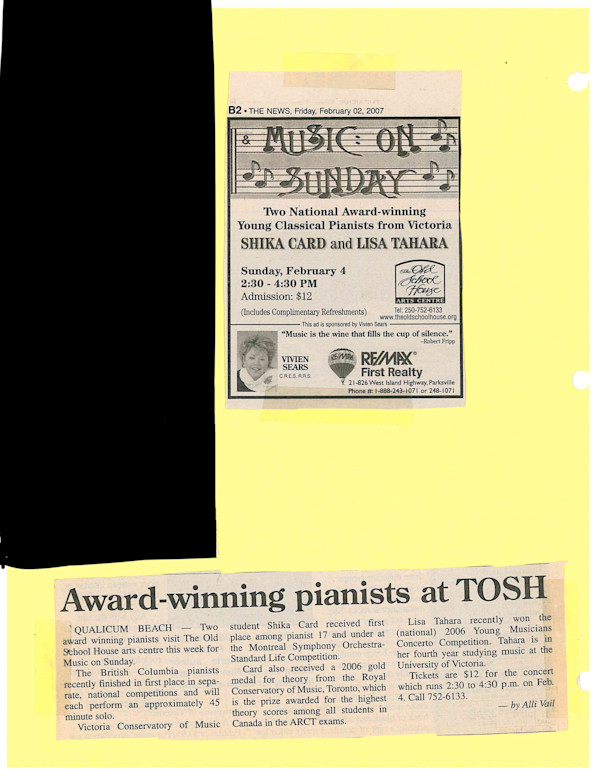 B2 • THE NEWS, Friday, February 02, 2007
& MUSIC: ON
SUNDAY
Two National Award-winning
Young Classical Pianists from Victoria
SHIKA CARD and LISA TAHARA
Sunday, February 4
2:30 - 4:30 PM
Admission: $12
(Includes Complimentary Refreshments)
The Old
School
House
ARTS CENTRE
Tel: 250-752-6133
www.theoldschoolhouse.org
This ad is sponsored by Vivien Sears
"Music is the wine that fills the cup of silence."
–Robert Fripp
VIVIEN
SEARS
C.R.E.S, R.R.S.
RE/MAX
RE/MAX®
First Realty
21-826 West Island Highway, Parksville
Phone #: 1-888-243-1071 or 248-1071
Award-winning pianists at TOSH
QUALICUM BEACH — Two
award winning pianists visit The Old
School House arts centre this week for
Music on Sunday.
The British Columbia pianists
recently finished in first place in sepa-
rate, national competitions and will
each perform an approximately 45
minute solo.
Victoria Conservatory of Music
student Shika Card received first
place among pianist 17 and under at
the Montreal Symphony Orchestra-
Standard Life Competition.
Card also received a 2006 gold
medal for theory from the Royal
Conservatory of Music, Toronto, which
is the prize awarded for the highest
theory scores among all students in
Canada in the ARCT exams.
Lisa Tahara recently won the
(national) 2006 Young Musicians
Concerto Competition. Tahara is in
her fourth year studying music at the
University of Victoria.
Tickets are $12 for the concert
which runs 2:30 to 4:30 p.m. on Feb.
4. Call 752-6133.
— by Alli Vail